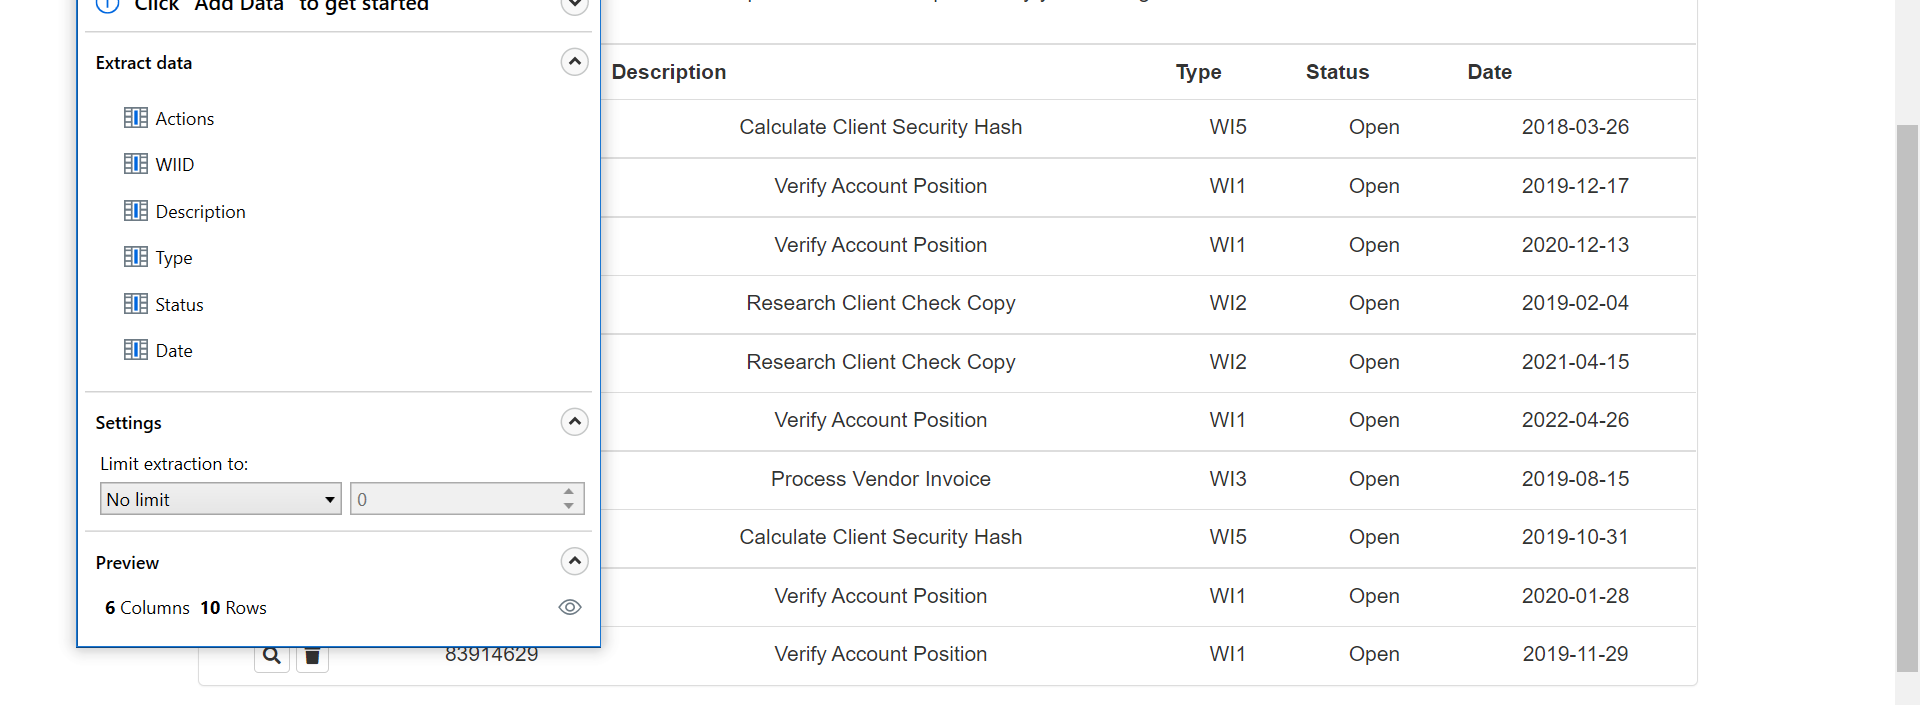 Click "Add Data" to get started
Extract data
Actions
WIID
Description
Type
Status
Date
Settings
Limit extraction to:
No limit 0
Preview
6 Columns 10 Rows
Description Type Status Date
Calculate Client Security Hash WI5 Open 2018-03-26
Verify Account Position WI1 Open 2019-12-17
Verify Account Position WI1 Open 2020-12-13
Research Client Check Copy WI2 Open 2019-02-04
Research Client Check Copy WI2 Open 2021-04-15
Verify Account Position WI1 Open 2022-04-26
Process Vendor Invoice WI3 Open 2019-08-15
Calculate Client Security Hash WI5 Open 2019-10-31
Verify Account Position WI1 Open 2020-01-28
83914629 Verify Account Position WI1 Open 2019-11-29